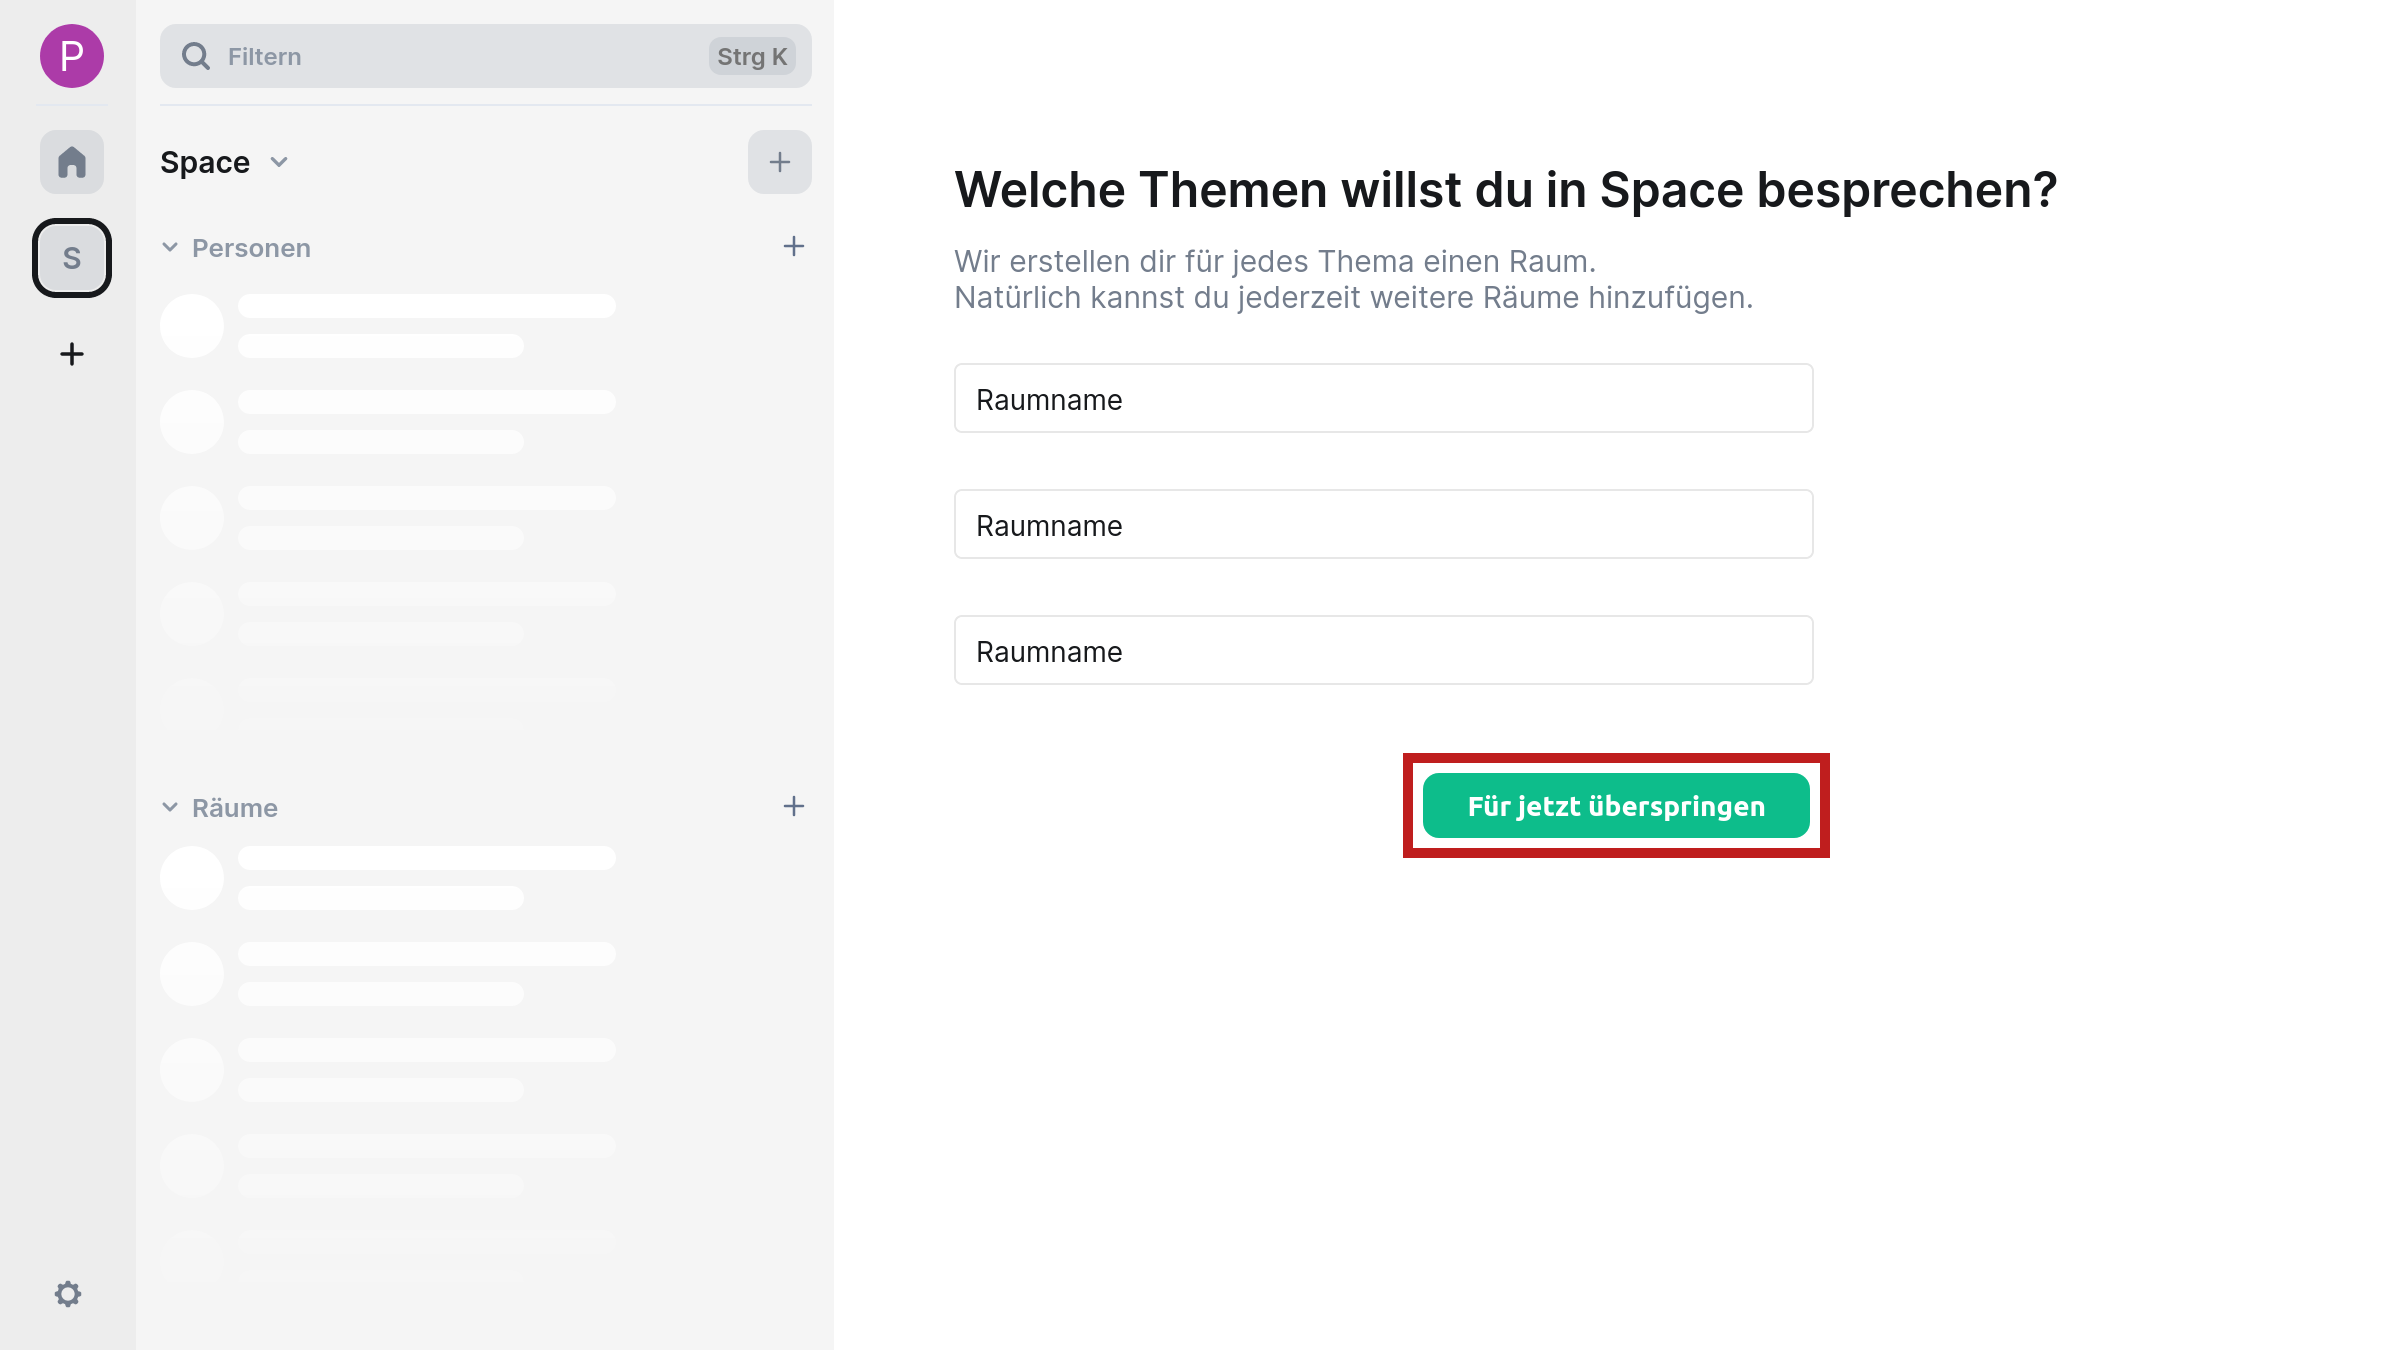 P
Filtern
Strg K
Space
S
Personen
Räume
Welche Themen willst du in Space besprechen?
Wir erstellen dir für jedes Thema einen Raum.
Natürlich kannst du jederzeit weitere Räume hinzufügen.
Raumname
Raumname
Raumname
Für jetzt überspringen